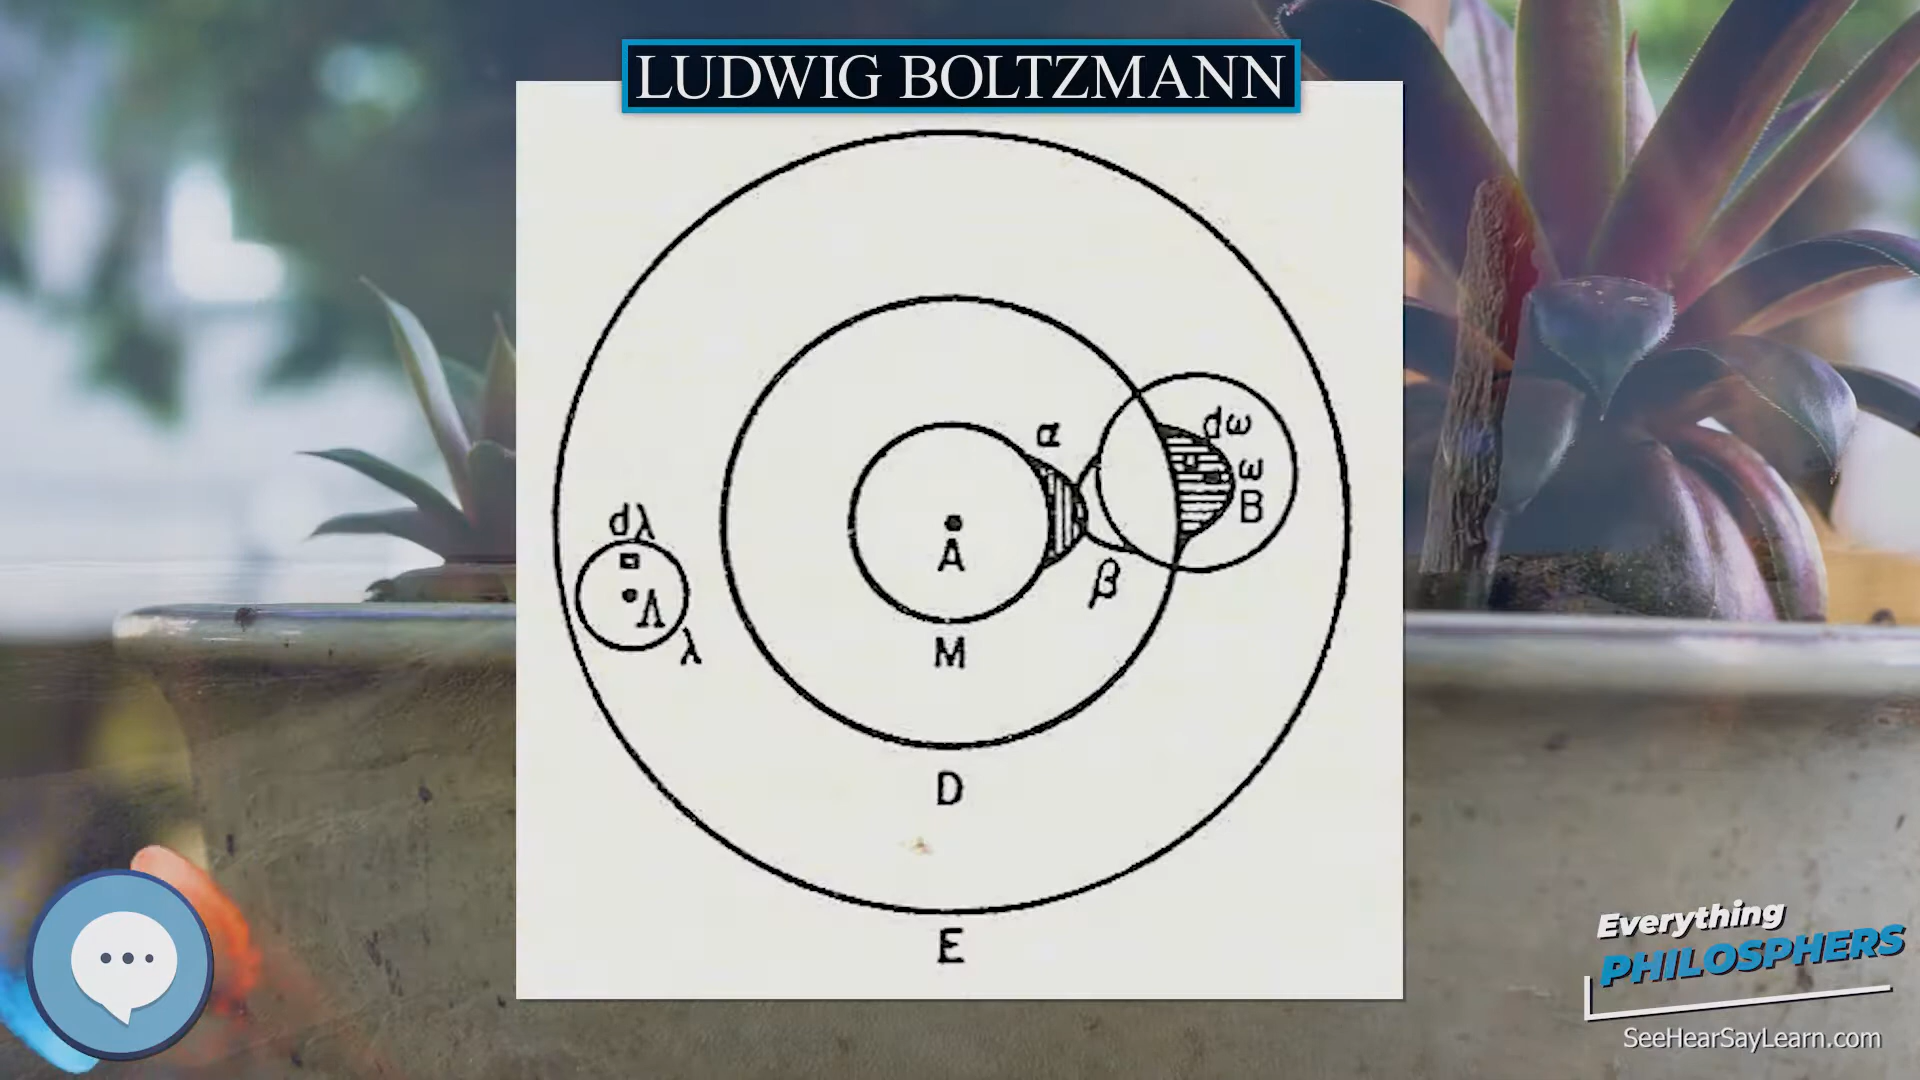 LUDWIG BOLTZMANN
α
dω
ω
B
dλ
A
Λ
β
λ
M
D
E
Everything
PHILOSPHERS
SeeHearSayLearn.com